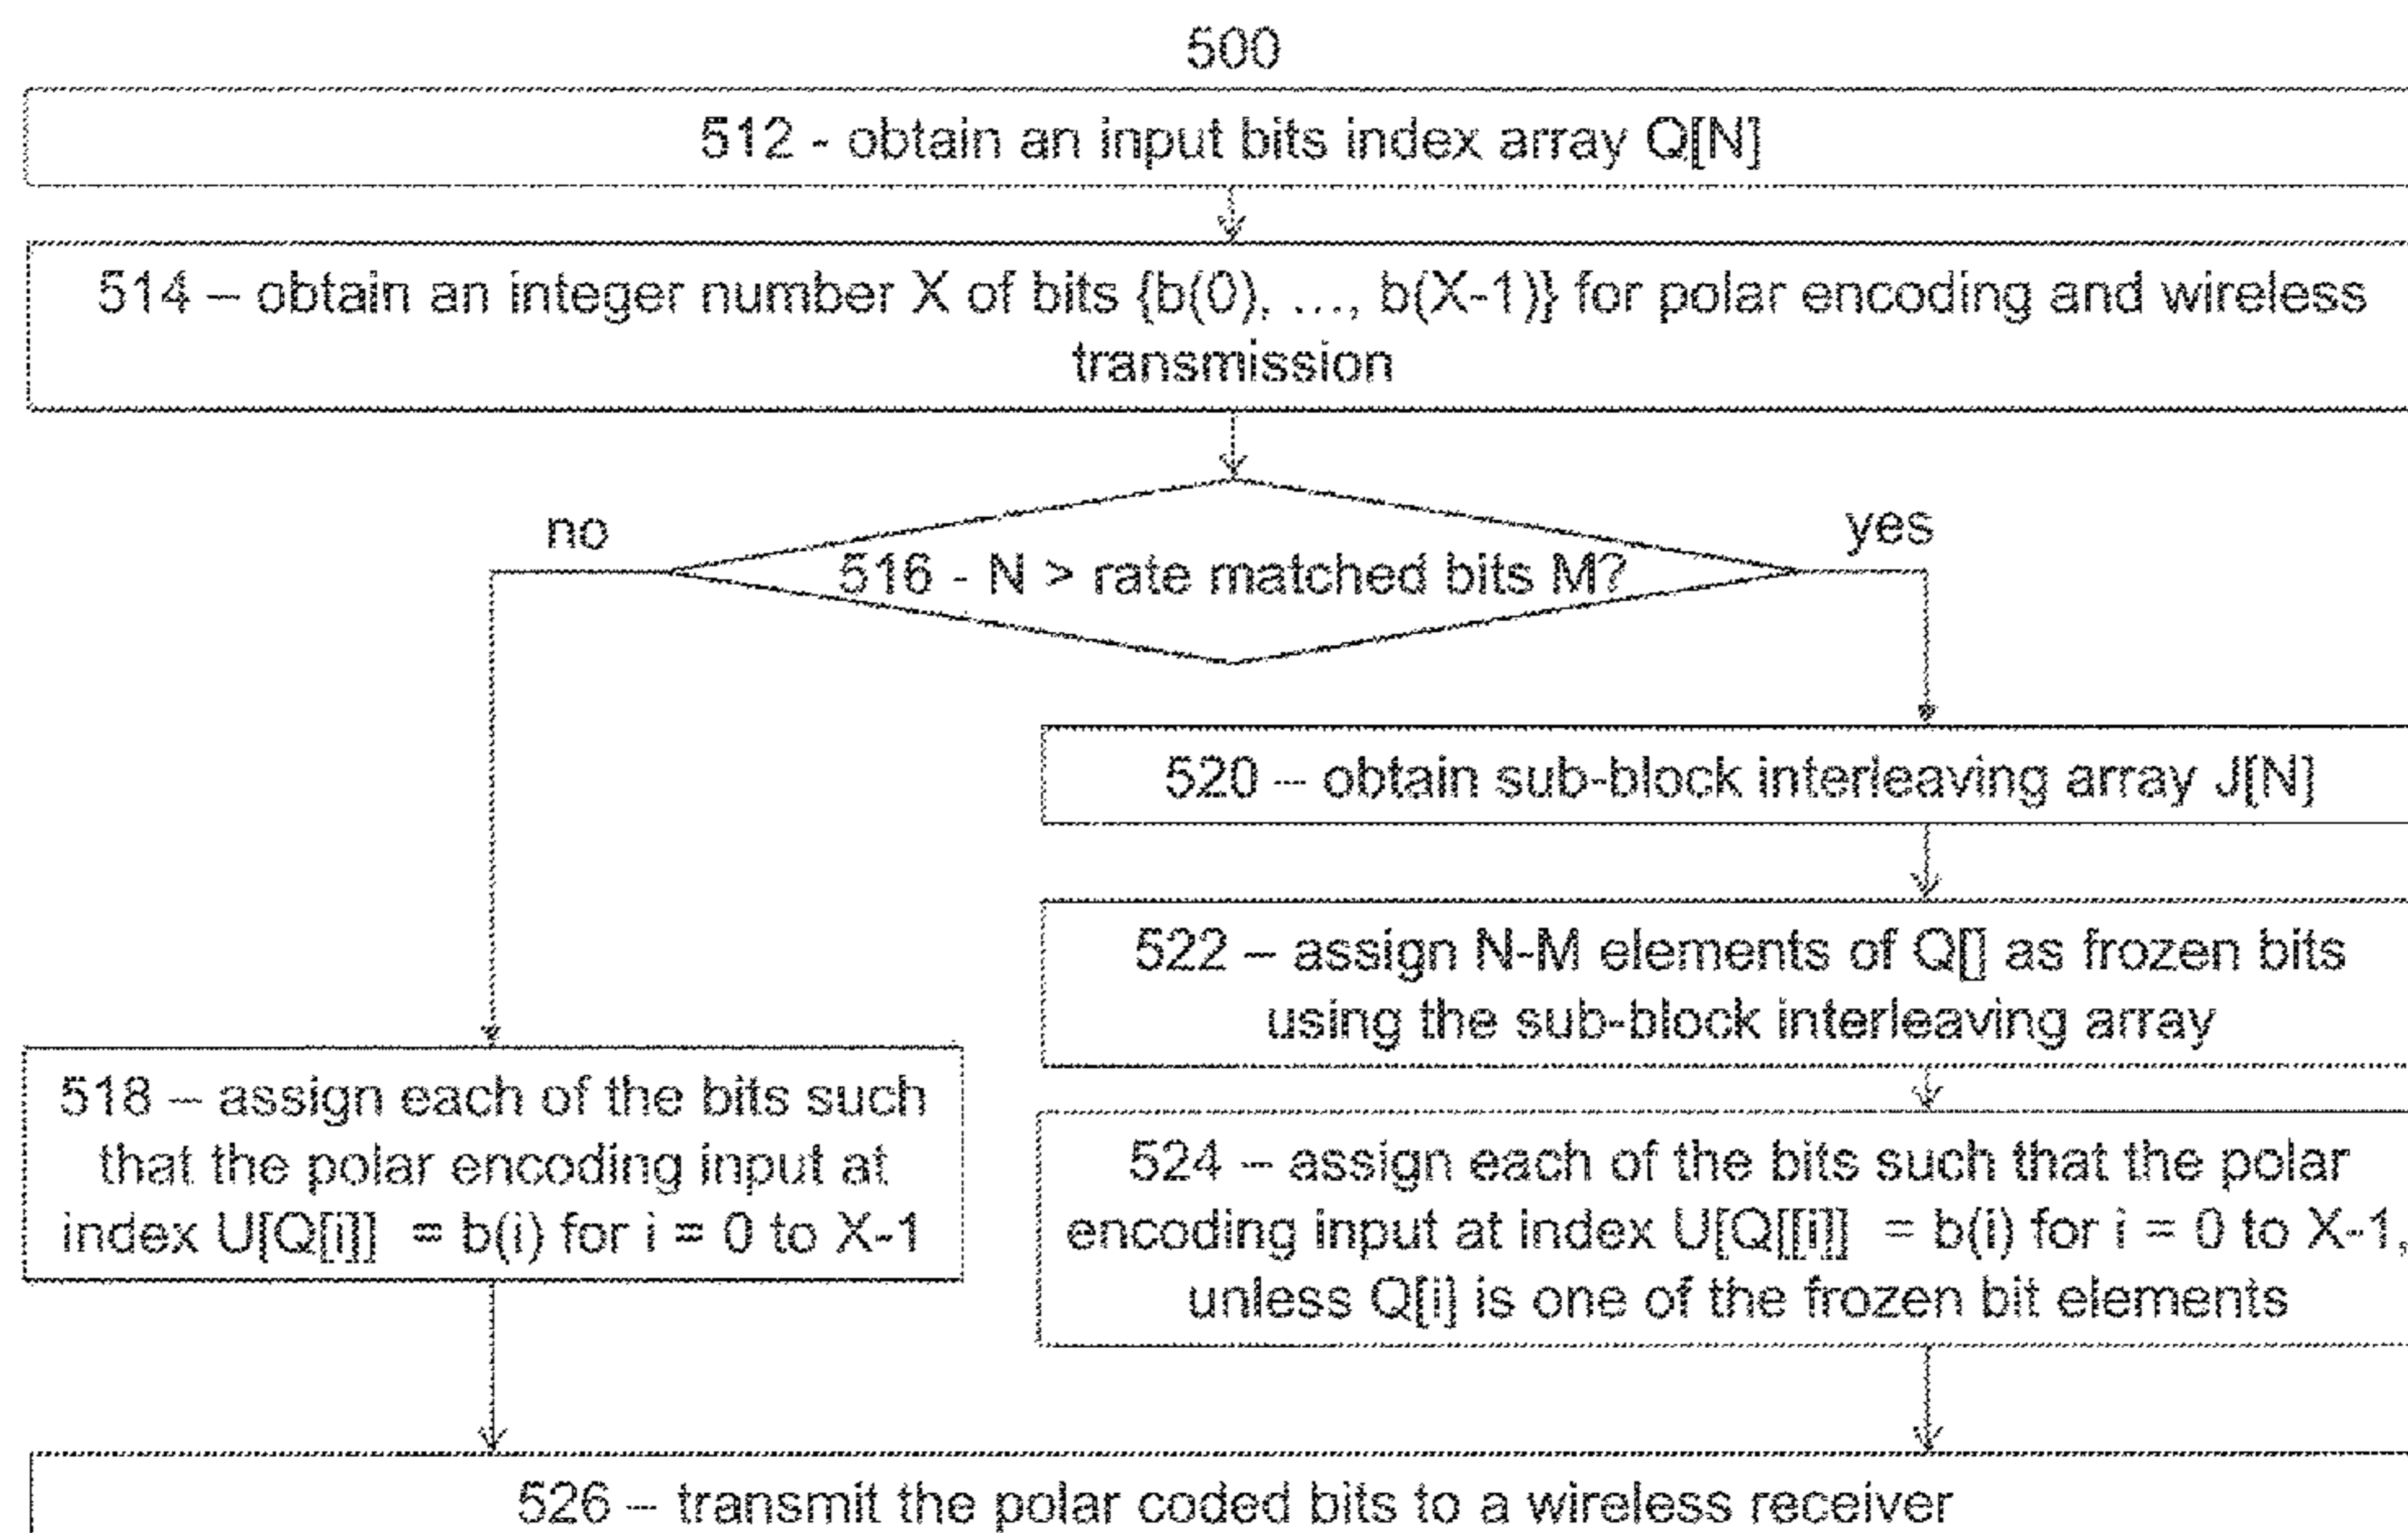 500
512 - obtain an input bits index array Q[N]
514 – obtain an integer number X of bits {b(0), …, b(X-1)} for polar encoding and wireless
transmission
no
yes
516 - N > rate matched bits M?
520 – obtain sub-block interleaving array J[N]
522 – assign N-M elements of Q[] as frozen bits
using the sub-block interleaving array
518 – assign each of the bits such
that the polar encoding input at
index U[Q[i]] = b(i) for i = 0 to X-1
524 – assign each of the bits such that the polar
encoding input at index U[Q[[i]] = b(i) for i = 0 to X-1,
unless Q[i] is one of the frozen bit elements
526 – transmit the polar coded bits to a wireless receiver